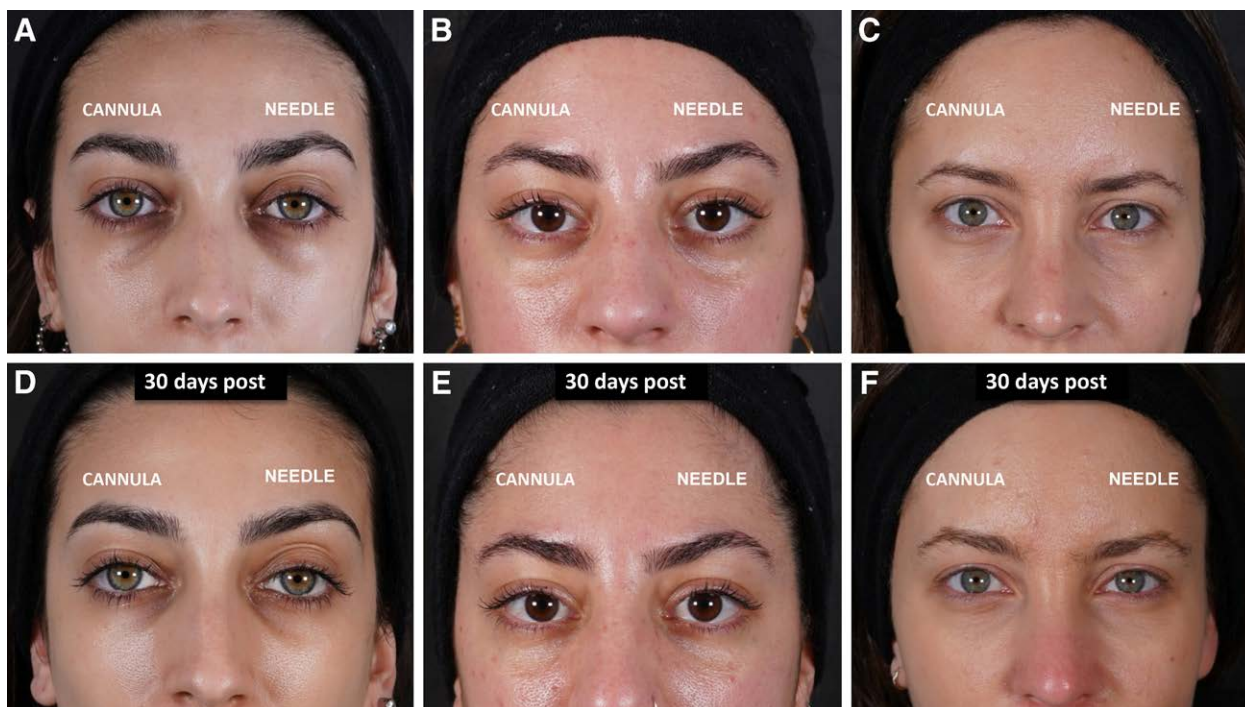 A
CANNULA
NEEDLE
B
CANNULA
NEEDLE
C
CANNULA
NEEDLE
D
30 days post
CANNULA
NEEDLE
E
30 days post
CANNULA
NEEDLE
F
30 days post
CANNULA
NEEDLE